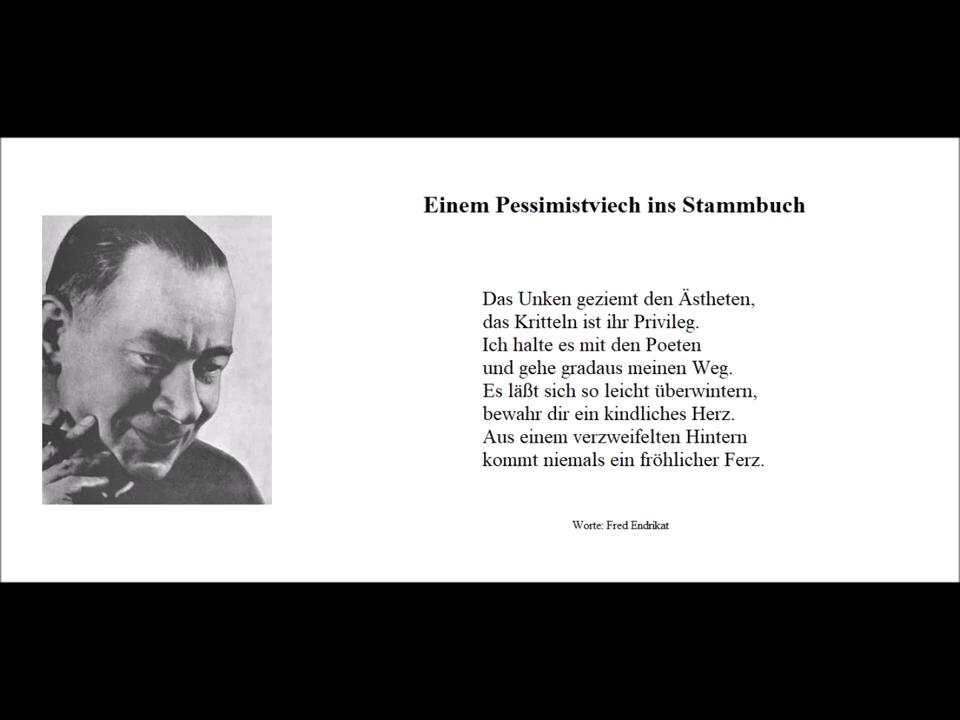 Einem Pessimistviech ins Stammbuch
Das Unken geziemt den Ästheten,
das Kritteln ist ihr Privileg.
Ich halte es mit den Poeten
und gehe gradaus meinen Weg.
Es läßt sich so leicht überwintern,
bewahr dir ein kindliches Herz.
Aus einem verzweifelten Hintern
kommt niemals ein fröhlicher Ferz.
Worte: Fred Endrikat